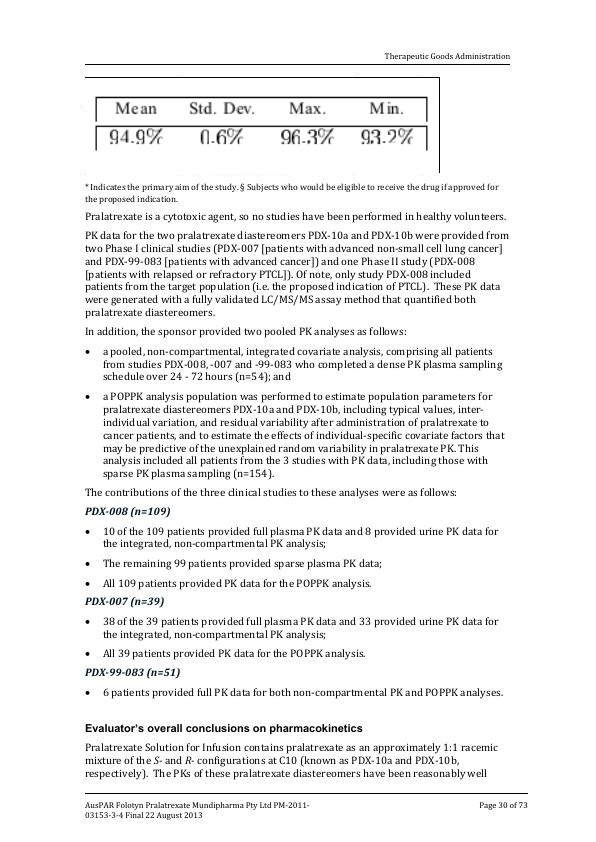 Therapeutic Goods Administration
Mean Std. Dev. Max. Min.
94.9% 0.6% 96.3% 93.2%
* Indicates the primary aim of the study. § Subjects who would be eligible to receive the drug if approved for
the proposed indication.
Pralatrexate is a cytotoxic agent, so no studies have been performed in healthy volunteers.
PK data for the two pralatrexate diastereomers PDX-10a and PDX-10b were provided from
two Phase I clinical studies (PDX-007 [patients with advanced non-small cell lung cancer]
and PDX-99-083 [patients with advanced cancer]) and one Phase II study (PDX-008
[patients with relapsed or refractory PTCL]). Of note, only study PDX-008 included
patients from the target population (i.e. the proposed indication of PTCL). These PK data
were generated with a fully validated LC/MS/MS assay method that quantified both
pralatrexate diastereomers.
In addition, the sponsor provided two pooled PK analyses as follows:
• a pooled, non-compartmental, integrated covariate analysis, comprising all patients
from studies PDX-008, -007 and -99-083 who completed a dense PK plasma sampling
schedule over 24 - 72 hours (n=54); and
• a POPPK analysis population was performed to estimate population parameters for
pralatrexate diastereomers PDX-10a and PDX-10b, including typical values, inter-
individual variation, and residual variability after administration of pralatrexate to
cancer patients, and to estimate the effects of individual-specific covariate factors that
may be predictive of the unexplained random variability in pralatrexate PK. This
analysis included all patients from the 3 studies with PK data, including those with
sparse PK plasma sampling (n=154).
The contributions of the three clinical studies to these analyses were as follows:
PDX-008 (n=109)
• 10 of the 109 patients provided full plasma PK data and 8 provided urine PK data for
the integrated, non-compartmental PK analysis;
• The remaining 99 patients provided sparse plasma PK data;
• All 109 patients provided PK data for the POPPK analysis.
PDX-007 (n=39)
• 38 of the 39 patients provided full plasma PK data and 33 provided urine PK data for
the integrated, non-compartmental PK analysis;
• All 39 patients provided PK data for the POPPK analysis.
PDX-99-083 (n=51)
• 6 patients provided full PK data for both non-compartmental PK and POPPK analyses.
Evaluator's overall conclusions on pharmacokinetics
Pralatrexate Solution for Infusion contains pralatrexate as an approximately 1:1 racemic
mixture of the S- and R- configurations at C10 (known as PDX-10a and PDX-10b,
respectively). The PKs of these pralatrexate diastereomers have been reasonably well
AusPAR Folotyn Pralatrexate Mundipharma Pty Ltd PM-2011-
03153-3-4 Final 22 August 2013
Page 30 of 73